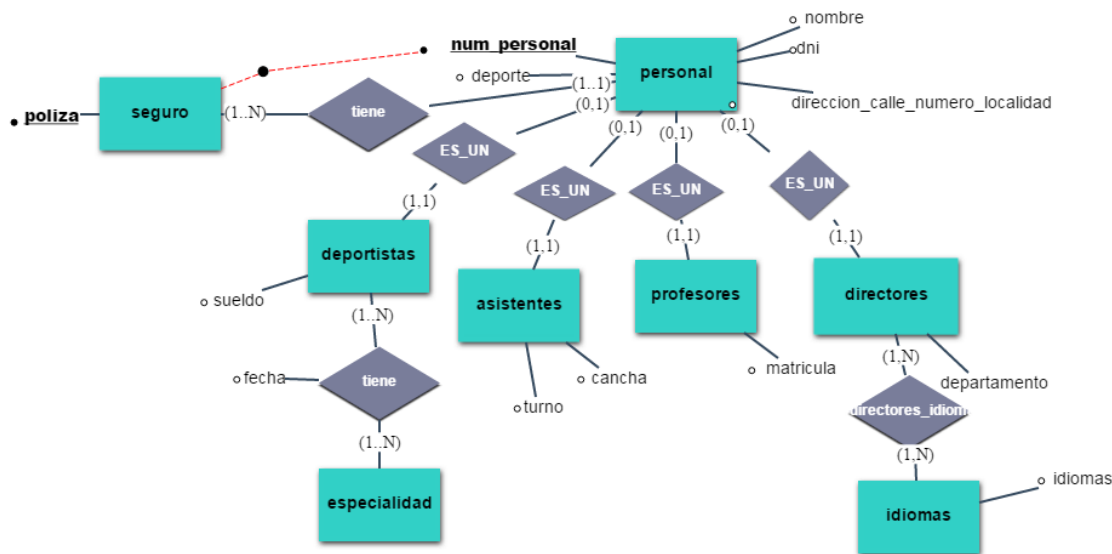 nombre
num_personal
dni
deporte
personal
(1..1)
direccion_calle_numero_localidad
poliza
seguro
(1..N)
tiene
(0,1)
(0,1)
(0,1)
(0,1)
ES_UN
ES_UN
ES_UN
ES_UN
(1,1)
(1,1)
(1,1)
(1,1)
deportistas
asistentes
profesores
directores
sueldo
(1..N)
(1,N)
fecha
tiene
cancha
turno
matricula
departamento
directores_idiom
(1..N)
(1,N)
especialidad
idiomas
idiomas